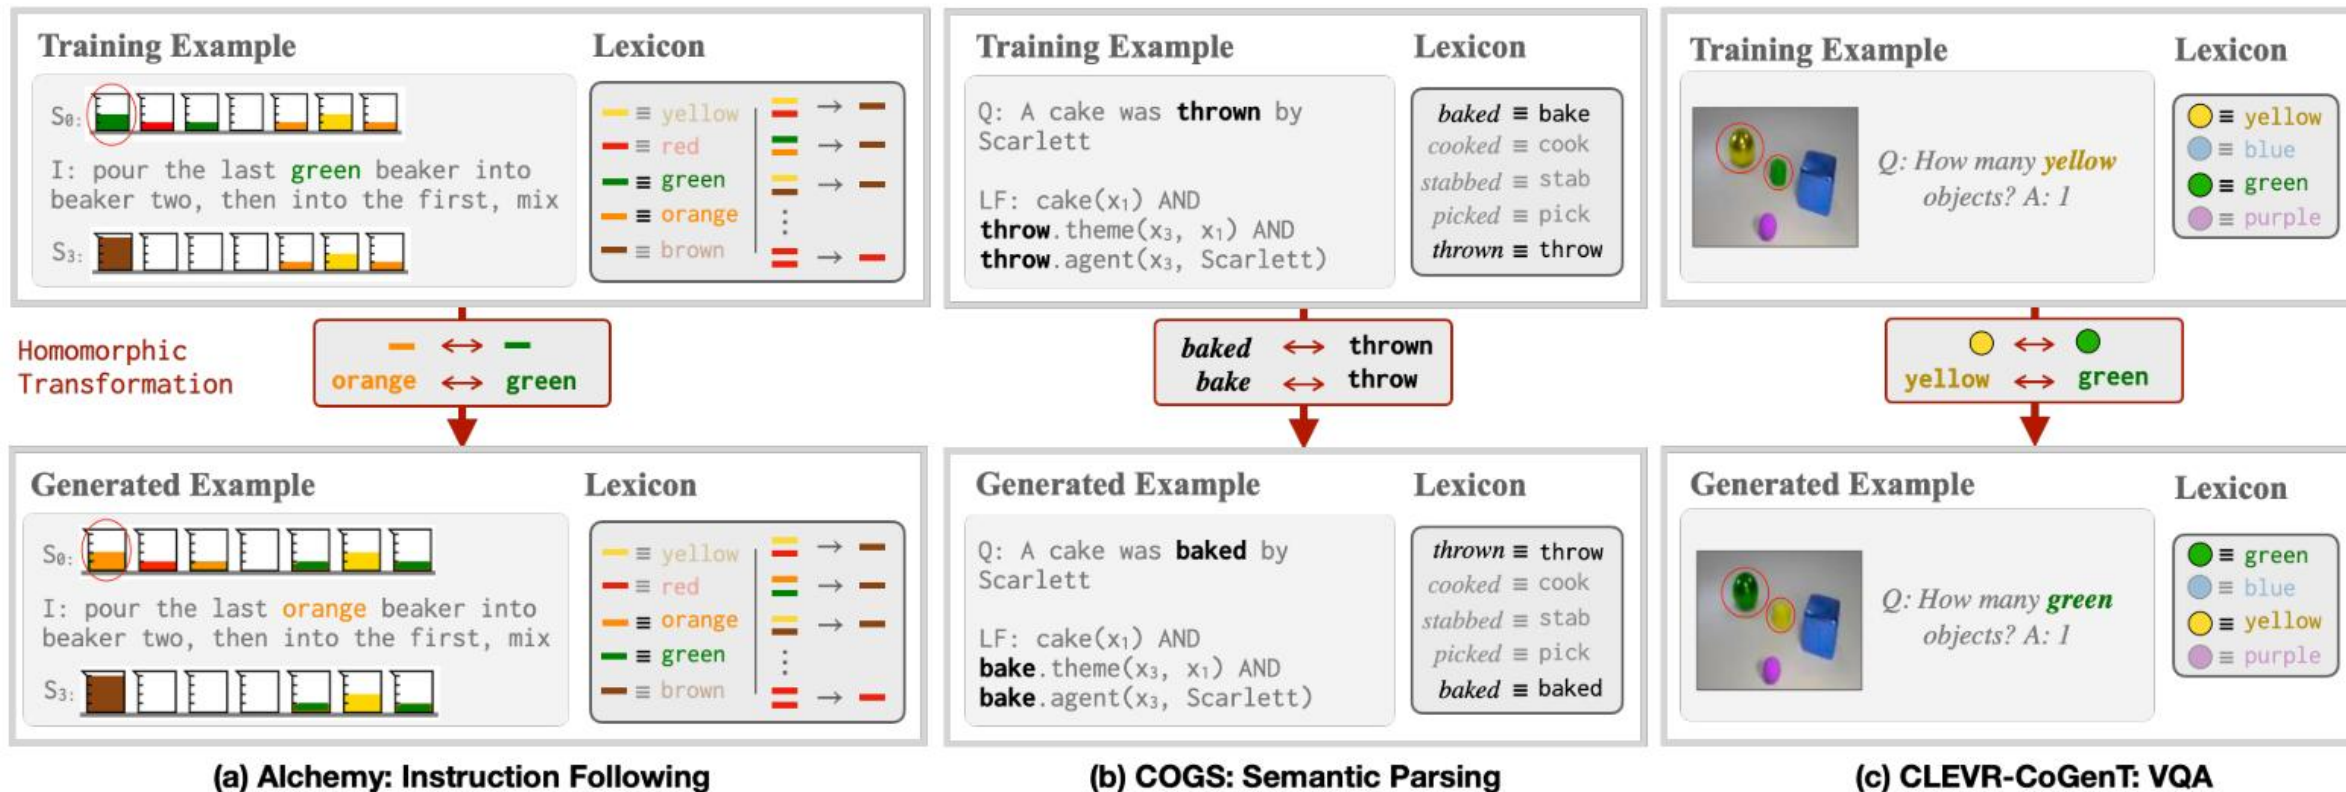 Training Example
Lexicon
S₀:
I: pour the last green beaker into
beaker two, then into the first, mix
S₃:
≡ yellow
≡ red
≡ green
≡ orange
≡ brown
→
→
→
⋮
→
Training Example
Lexicon
Q: A cake was thrown by
Scarlett
LF: cake(x₁) AND
throw.theme(x₃, x₁) AND
throw.agent(x₃, Scarlett)
baked ≡ bake
cooked ≡ cook
stabbed ≡ stab
picked ≡ pick
thrown ≡ throw
Training Example
Lexicon
Q: How many yellow
objects? A: 1
≡ yellow
≡ blue
≡ green
≡ purple
Homomorphic
Transformation
↔
orange ↔ green
baked ↔ thrown
bake ↔ throw
↔
yellow ↔ green
Generated Example
Lexicon
S₀:
I: pour the last orange beaker into
beaker two, then into the first, mix
S₃:
≡ yellow
≡ red
≡ orange
≡ green
≡ brown
→
→
→
⋮
→
Generated Example
Lexicon
Q: A cake was baked by
Scarlett
LF: cake(x₁) AND
bake.theme(x₃, x₁) AND
bake.agent(x₃, Scarlett)
thrown ≡ throw
cooked ≡ cook
stabbed ≡ stab
picked ≡ pick
baked ≡ baked
Generated Example
Lexicon
Q: How many green
objects? A: 1
≡ green
≡ blue
≡ yellow
≡ purple
(a) Alchemy: Instruction Following
(b) COGS: Semantic Parsing
(c) CLEVR-CoGenT: VQA